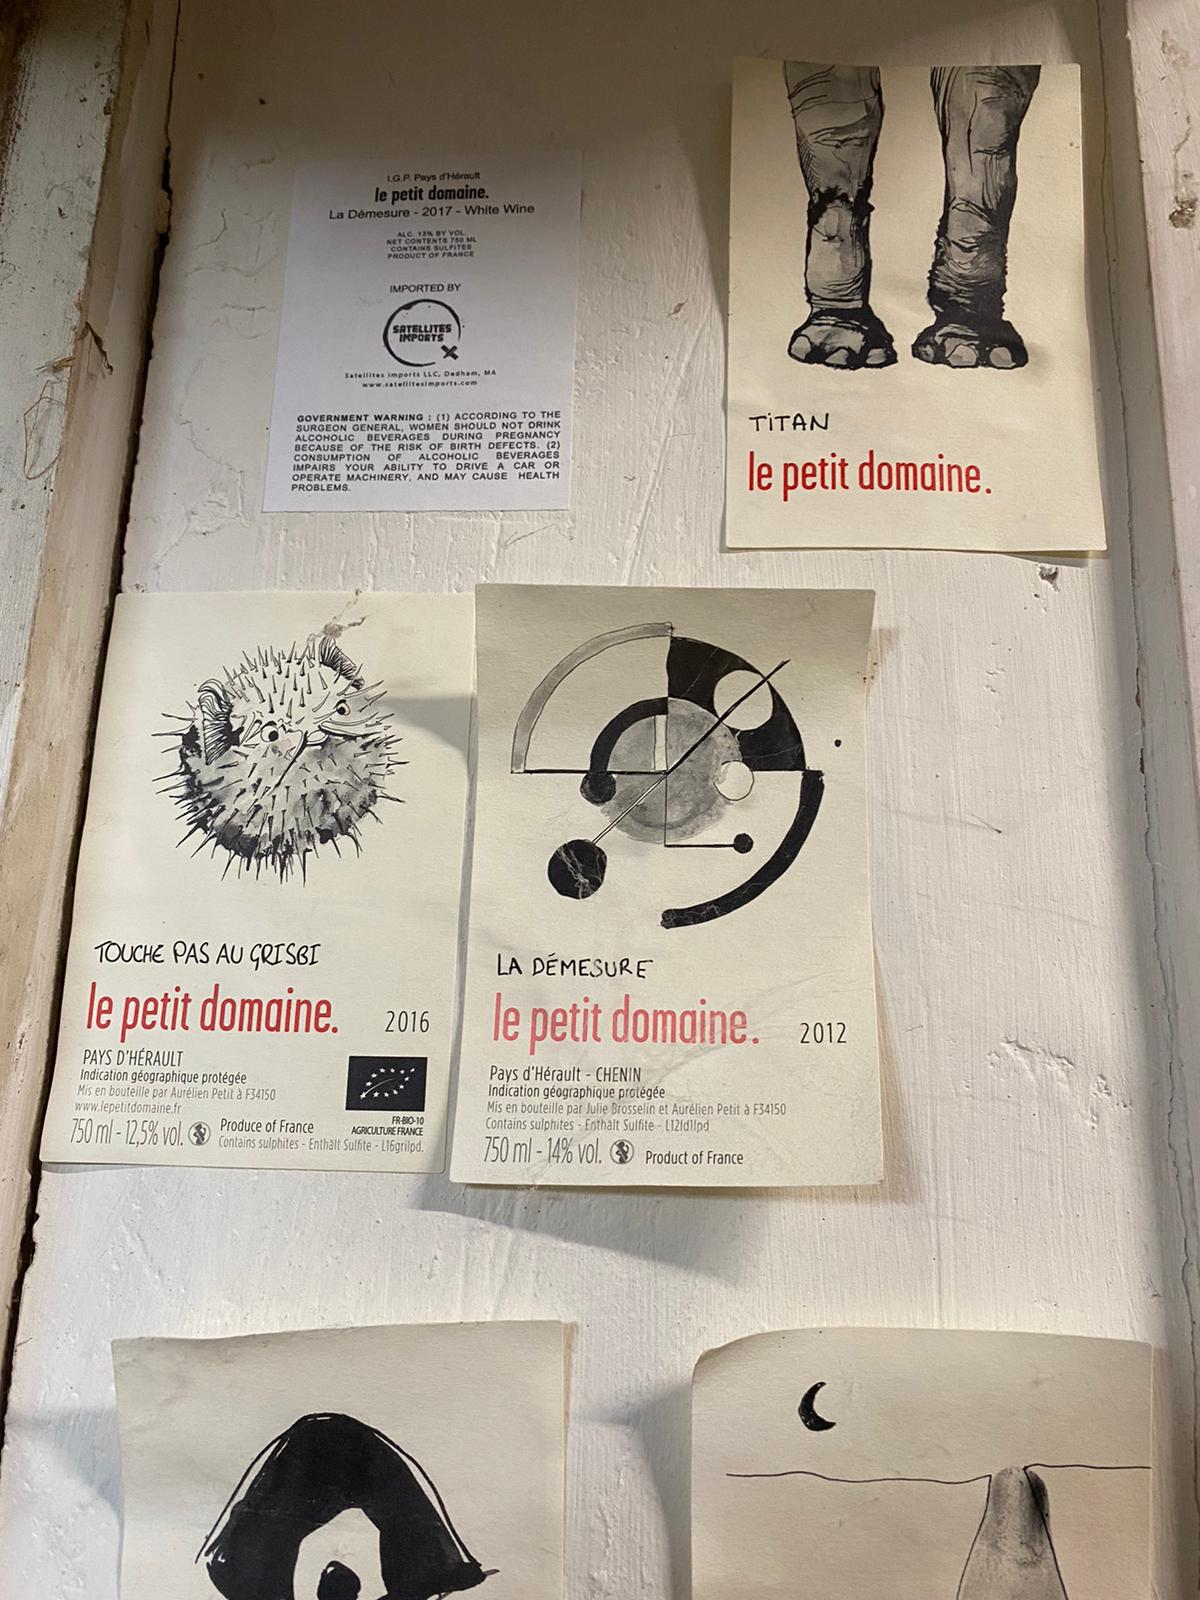 I.G.P. Pays d'Hérault
le petit domaine.
La Démesure - 2017 - White Wine
ALC. 13% BY VOL.
NET CONTENTS 750 ML
CONTAINS SULFITES
PRODUCT OF FRANCE
IMPORTED BY
SATELLITES
IMPORTS
Satellites Imports LLC, Dedham, MA
www.satellitesimports.com
GOVERNMENT WARNING : (1) ACCORDING TO THE
SURGEON GENERAL, WOMEN SHOULD NOT DRINK
ALCOHOLIC BEVERAGES DURING PREGNANCY
BECAUSE OF THE RISK OF BIRTH DEFECTS. (2)
CONSUMPTION OF ALCOHOLIC BEVERAGES
IMPAIRS YOUR ABILITY TO DRIVE A CAR OR
OPERATE MACHINERY, AND MAY CAUSE HEALTH
PROBLEMS.
TITAN
le petit domaine.
TOUCHE PAS AU GRISBI
le petit domaine. 2016
PAYS D'HÉRAULT
Indication géographique protégée
Mis en bouteille par Aurélien Petit à F34150
www.lepetitdomaine.fr
750 ml - 12,5% vol.
Produce of France
Contains sulphites - Enthält Sulfite - L16grilpd.
FR-BIO-10
AGRICULTURE FRANCE
LA DÉMESURE
le petit domaine. 2012
Pays d'Hérault - CHENIN
Indication géographique protégée
Mis en bouteille par Julie Brosselin et Aurélien Petit à F34150
Contains sulphites - Enthält Sulfite - L12ld1lpd
750 ml - 14% vol. Product of France